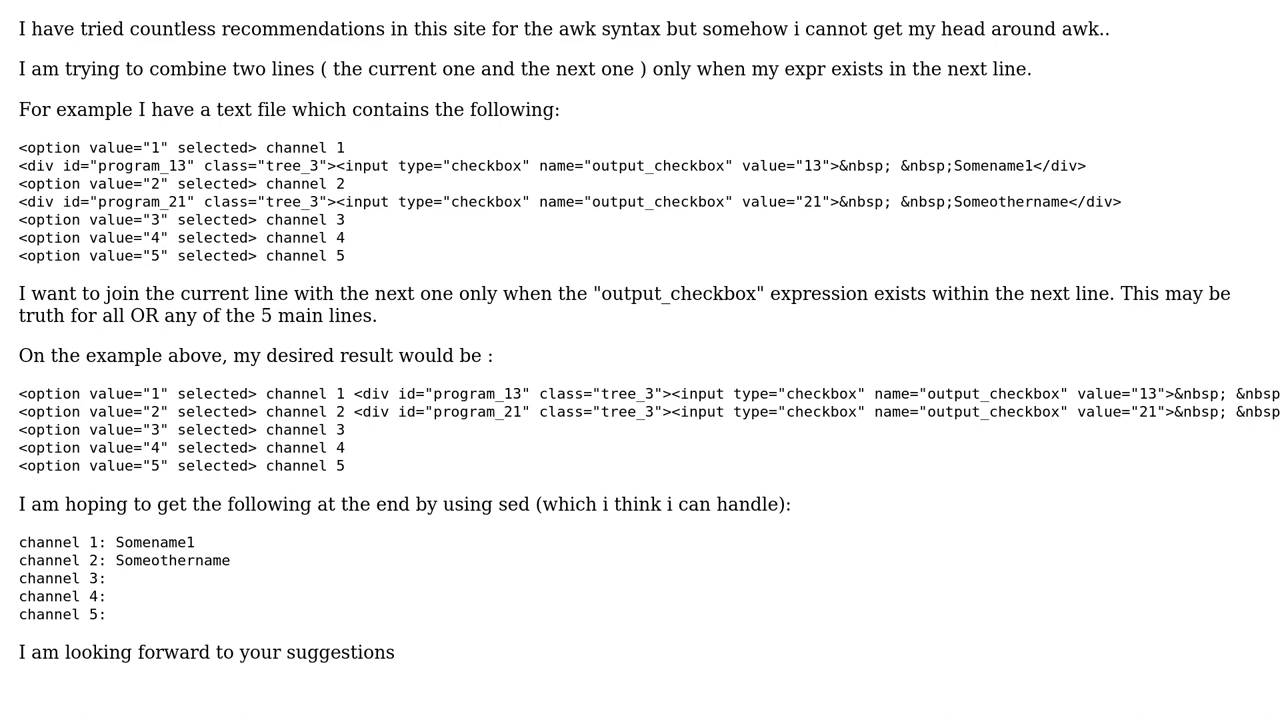 I have tried countless recommendations in this site for the awk syntax but somehow i cannot get my head around awk..
I am trying to combine two lines ( the current one and the next one ) only when my expr exists in the next line.
For example I have a text file which contains the following:
<option value="1" selected> channel 1
<div id="program_13" class="tree_3"><input type="checkbox" name="output_checkbox" value="13">&nbsp; &nbsp;Somename1</div>
<option value="2" selected> channel 2
<div id="program_21" class="tree_3"><input type="checkbox" name="output_checkbox" value="21">&nbsp; &nbsp;Someothername</div>
<option value="3" selected> channel 3
<option value="4" selected> channel 4
<option value="5" selected> channel 5
I want to join the current line with the next one only when the "output_checkbox" expression exists within the next line. This may be
truth for all OR any of the 5 main lines.
On the example above, my desired result would be :
<option value="1" selected> channel 1 <div id="program_13" class="tree_3"><input type="checkbox" name="output_checkbox" value="13">&nbsp; &nbsp
<option value="2" selected> channel 2 <div id="program_21" class="tree_3"><input type="checkbox" name="output_checkbox" value="21">&nbsp; &nbsp
<option value="3" selected> channel 3
<option value="4" selected> channel 4
<option value="5" selected> channel 5
I am hoping to get the following at the end by using sed (which i think i can handle):
channel 1: Somename1
channel 2: Someothername
channel 3:
channel 4:
channel 5:
I am looking forward to your suggestions